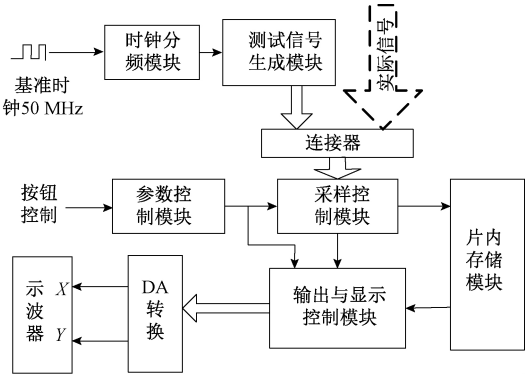 时钟分
频模块
测试信号
生成模块
实际信号
基准时
钟50 MHz
连接器
按钮
控制
参数控
制模块
采样控
制模块
片内
存储
模块
示
波
器
X
Y
DA
转换
输出与显示
控制模块